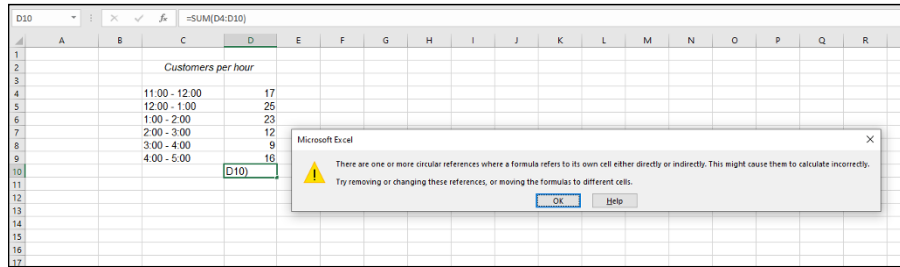 D10 fx =SUM(D4:D10)
A B C D E F G H I J K L M N O P Q R
1
2 Customers per hour
3
4 11:00 - 12:00 17
5 12:00 - 1:00 25
6 1:00 - 2:00 23
7 2:00 - 3:00 12
8 3:00 - 4:00 9
9 4:00 - 5:00 16
10 D10)
11
12
13
14
15
16
17
Microsoft Excel
There are one or more circular references where a formula refers to its own cell either directly or indirectly. This might cause them to calculate incorrectly.
Try removing or changing these references, or moving the formulas to different cells.
OK Help